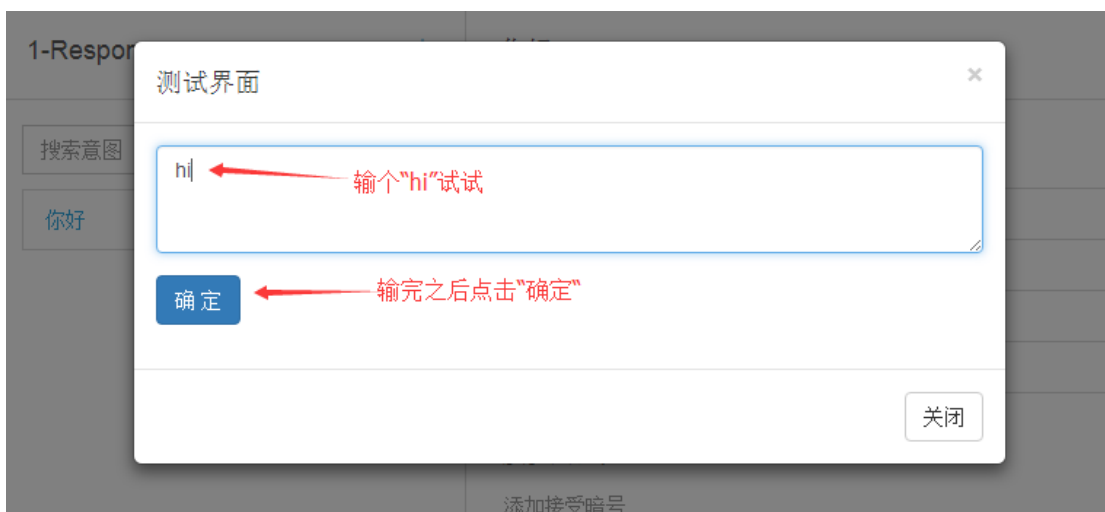 1-Respon
测试界面
×
搜索意图
hi
输个"hi"试试
你好
确定
输完之后点击"确定"
关闭
添加接受暗号